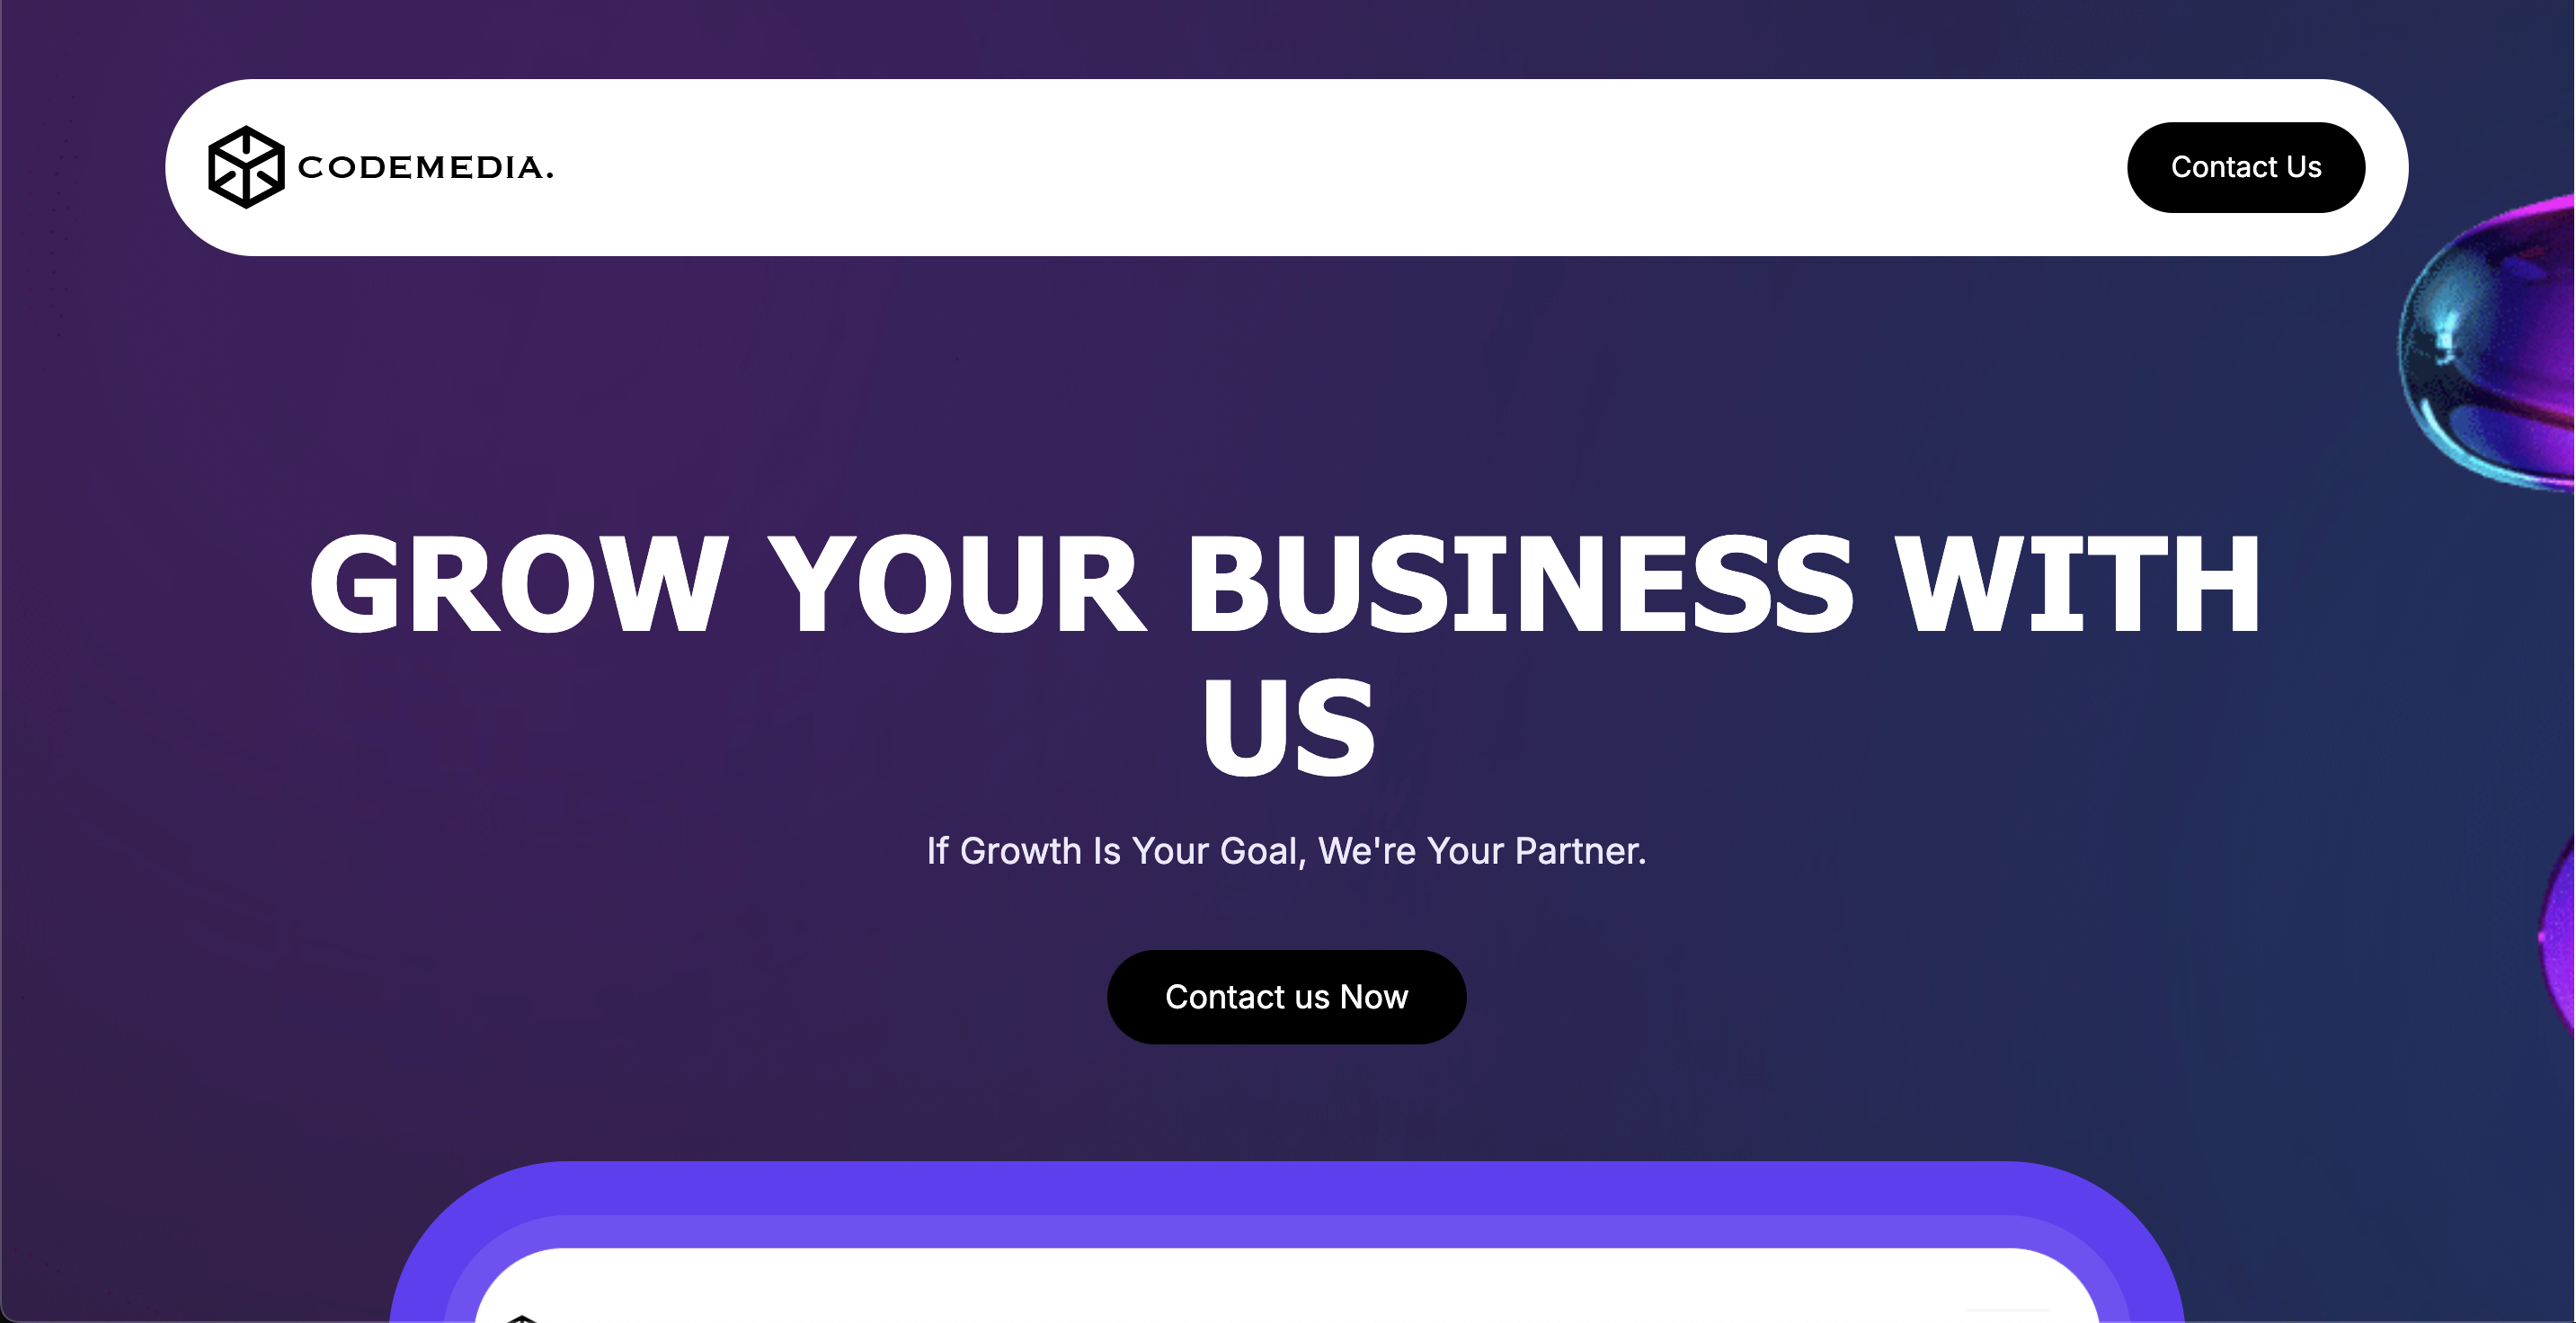 CODEMEDIA.
Contact Us
GROW YOUR BUSINESS WITH
US
If Growth Is Your Goal, We're Your Partner.
Contact us Now